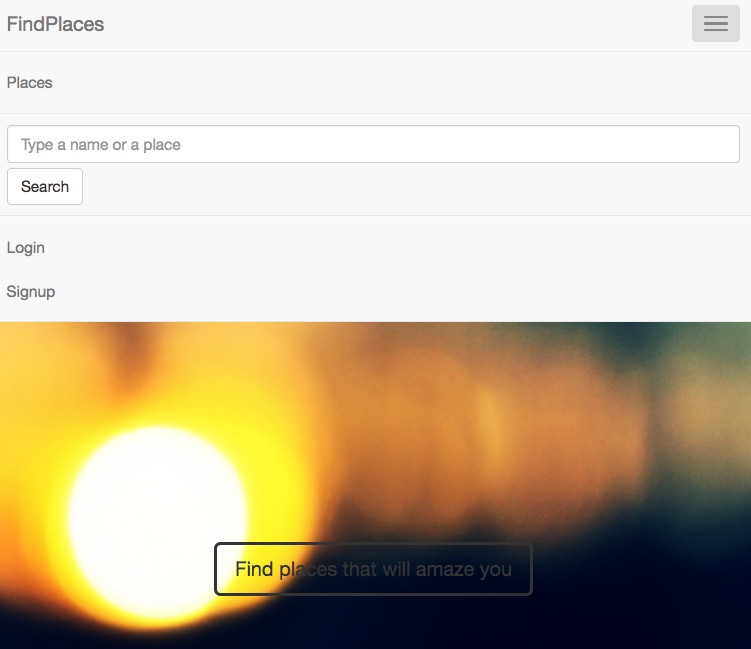 FindPlaces
Places
Type a name or a place
Search
Login
Signup
Find places that will amaze you